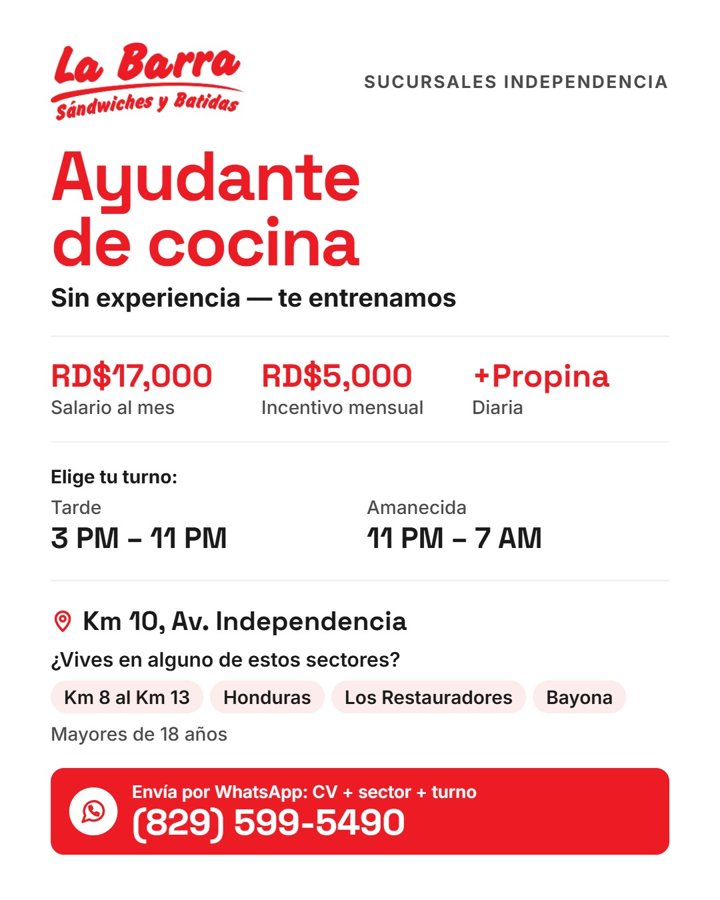 La Barra
Sándwiches y Batidas
SUCURSALES INDEPENDENCIA
Ayudante
de cocina
Sin experiencia — te entrenamos
RD$17,000
Salario al mes
RD$5,000
Incentivo mensual
+Propina
Diaria
Elige tu turno:
Tarde
3 PM – 11 PM
Amanecida
11 PM – 7 AM
Km 10, Av. Independencia
¿Vives en alguno de estos sectores?
Km 8 al Km 13
Honduras
Los Restauradores
Bayona
Mayores de 18 años
Envía por WhatsApp: CV + sector + turno
(829) 599-5490